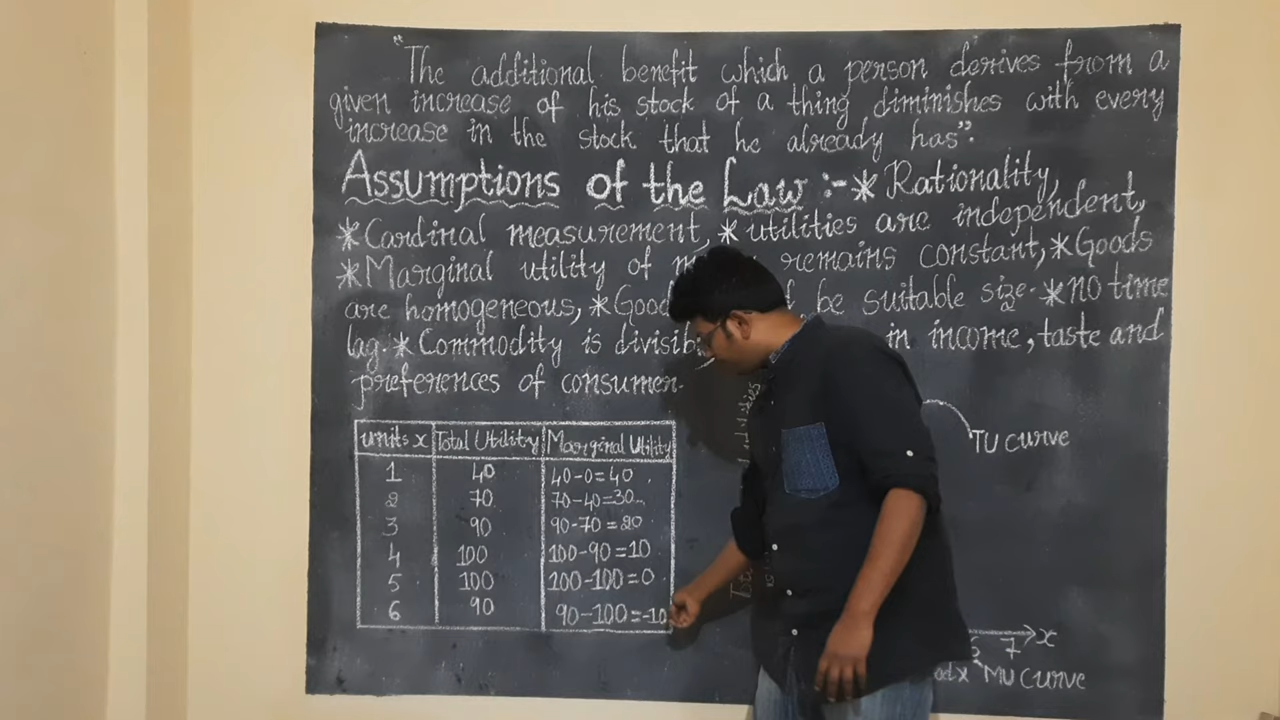 "The additional benefit which a person derives from a
given increase of his stock of a thing diminishes with every
increase in the stock that he already has".
Assumptions of the Law :- * Rationality,
* Cardinal measurement, * utilities are independent,
* Marginal utility of remains constant, * Goods
are homogeneous, * be suitable size. * no time
lag. * Commodity is in income, taste and
preferences of consumer.
units x Total Utility Marginal Utility
1 40 40-0=40
2 70 70-40=30
3 90 90-70=20
4 100 100-90=10
5 100 100-100=0
6 90 90-100=-10
TU curve
7 x
MU curve